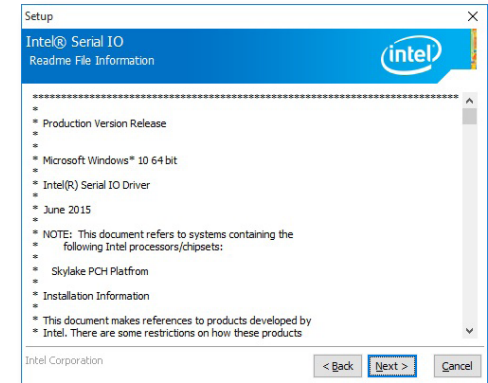 Setup
Intel® Serial IO
Readme File Information
intel
*****************************************************************************
*
* Production Version Release
*
*
* Microsoft Windows* 10 64 bit
*
* Intel(R) Serial IO Driver
*
* June 2015
*
* NOTE: This document refers to systems containing the
* following Intel processors/chipsets:
*
* Skylake PCH Platfrom
*
* Installation Information
*
* This document makes references to products developed by
* Intel. There are some restrictions on how these products
Intel Corporation
< Back Next > Cancel